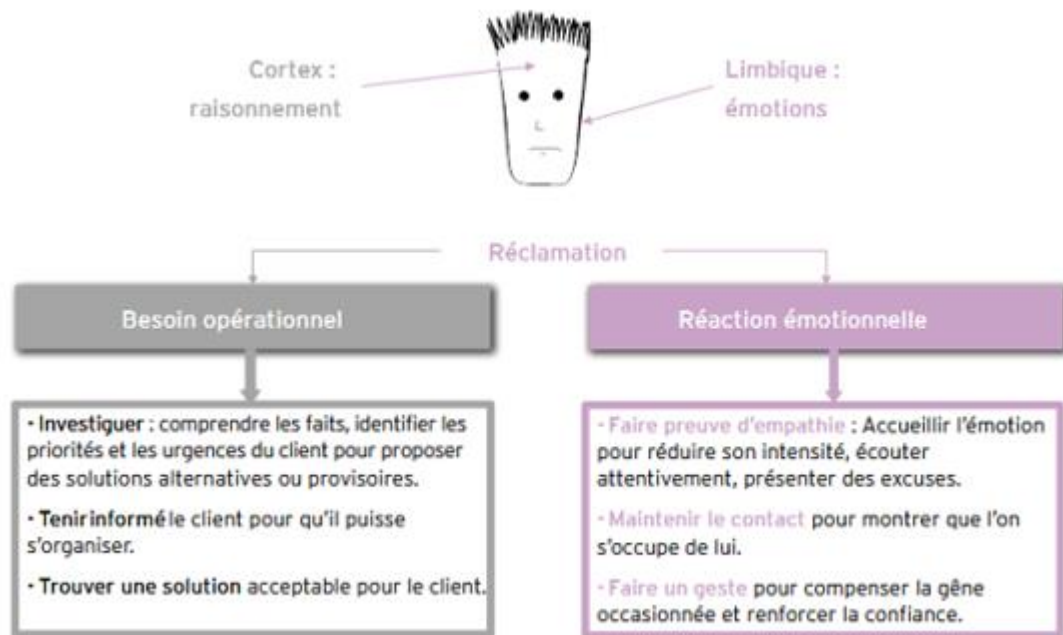 Cortex :
raisonnement
Limbique :
émotions
Réclamation
Besoin opérationnel
Réaction émotionnelle
- Investiguer : comprendre les faits, identifier les
priorités et les urgences du client pour proposer
des solutions alternatives ou provisoires.
- Tenirinformé le client pour qu'il puisse
s'organiser.
- Trouver une solution acceptable pour le client.
- Faire preuve d'empathie : Accueillir l'émotion
pour réduire son intensité, écouter
attentivement, présenter des excuses.
- Maintenir le contact pour montrer que l'on
s'occupe de lui.
- Faire un geste pour compenser la gêne
occasionnée et renforcer la confiance.